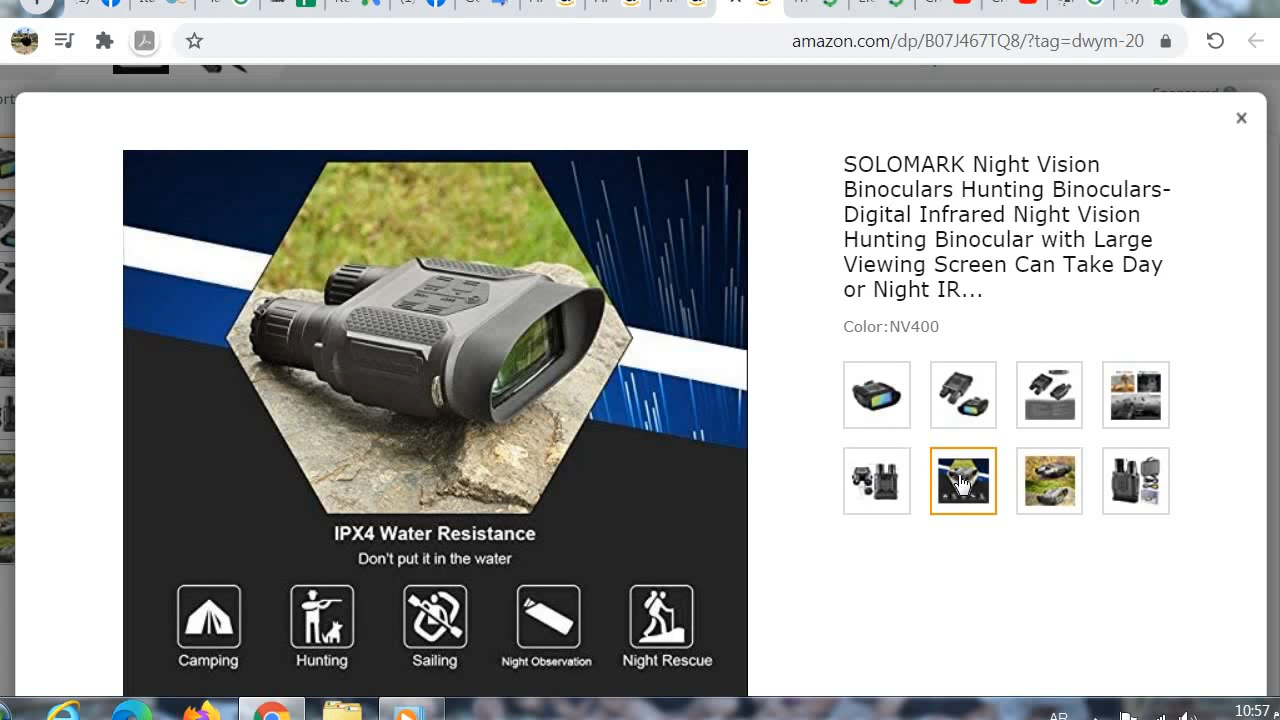 amazon.com/dp/B07J467TQ8/?tag=dwym-20
SOLOMARK Night Vision
Binoculars Hunting Binoculars-
Digital Infrared Night Vision
Hunting Binocular with Large
Viewing Screen Can Take Day
or Night IR...
Color:NV400
IPX4 Water Resistance
Don't put it in the water
Camping
Hunting
Sailing
Night Observation
Night Rescue
AR
10:57